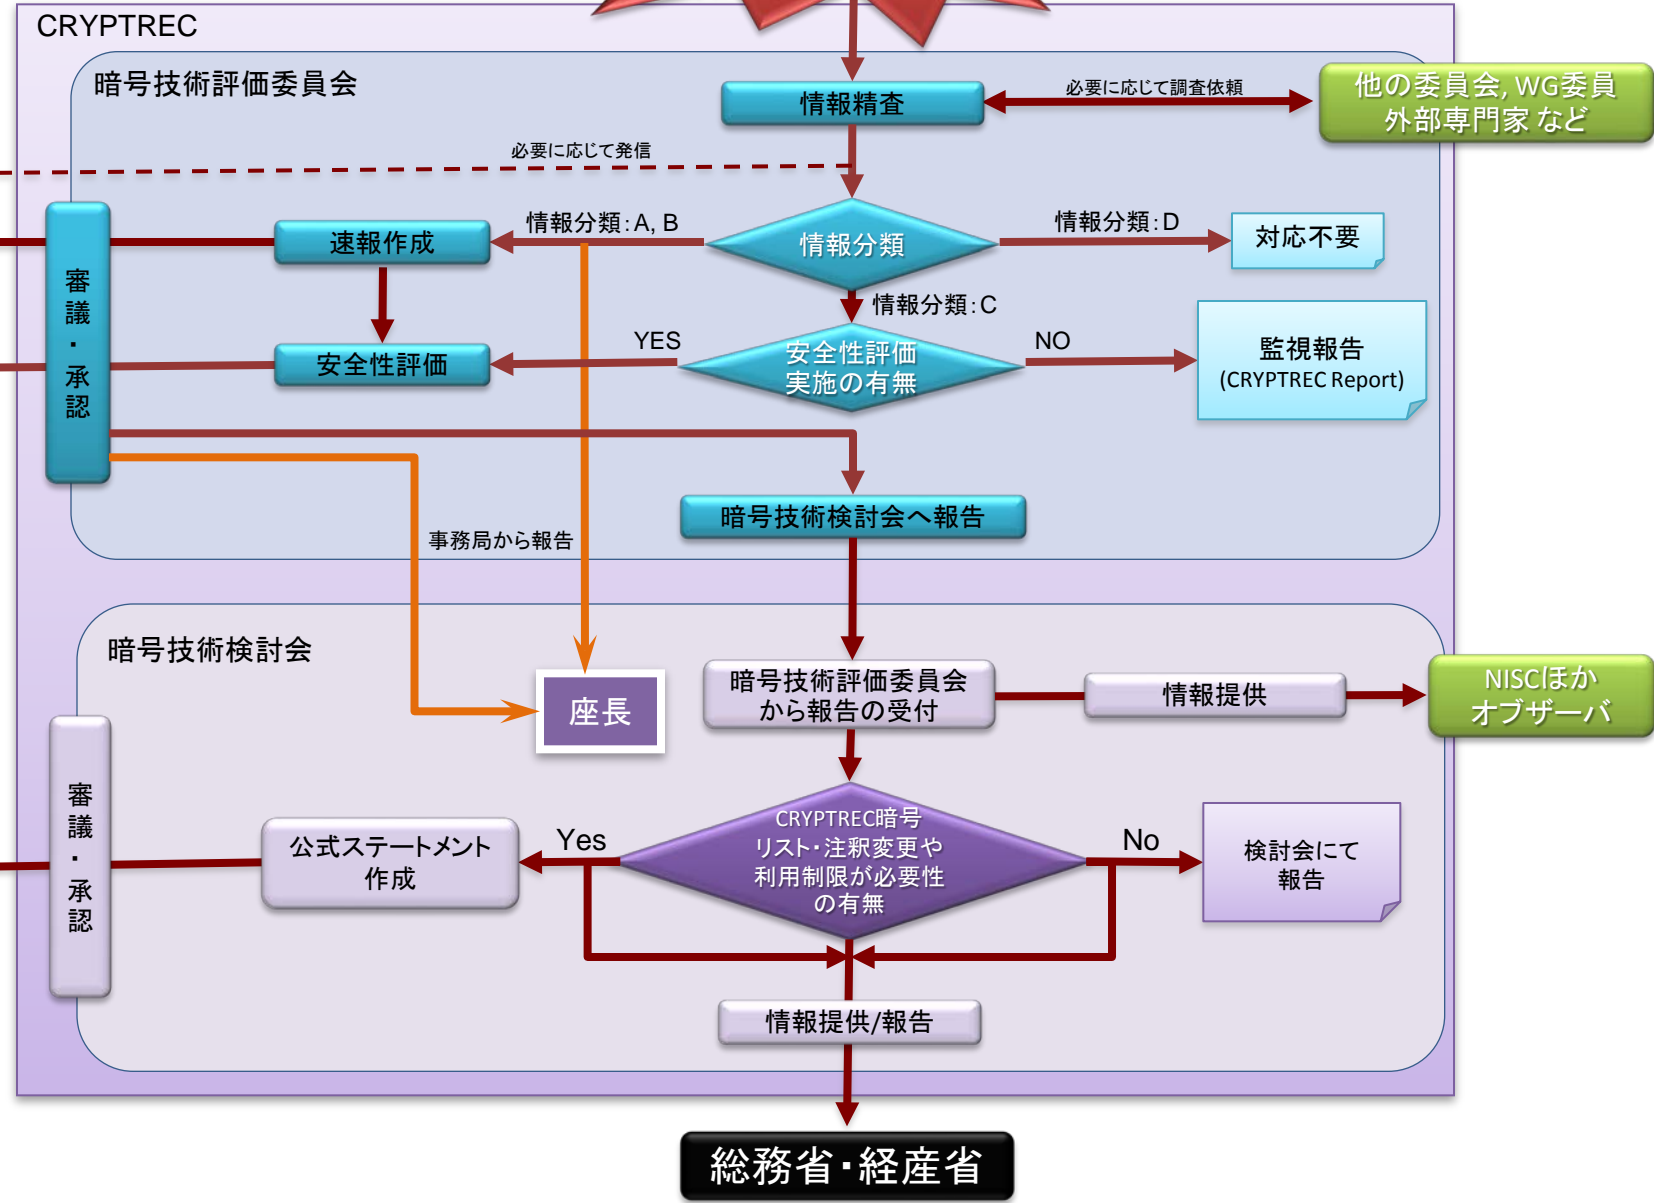 CRYPTREC
暗号技術評価委員会
情報精査
必要に応じて調査依頼
他の委員会, WG委員
外部専門家 など
必要に応じて発信
審議・承認
速報作成
情報分類：A, B
情報分類
情報分類：D
対応不要
情報分類：C
安全性評価
YES
安全性評価
実施の有無
NO
監視報告
(CRYPTREC Report)
暗号技術検討会へ報告
事務局から報告
暗号技術検討会
座長
暗号技術評価委員会
から報告の受付
情報提供
NISCほか
オブザーバ
審議・承認
公式ステートメント
作成
Yes
CRYPTREC暗号
リスト・注釈変更や
利用制限が必要性
の有無
No
検討会にて
報告
情報提供/報告
総務省・経産省